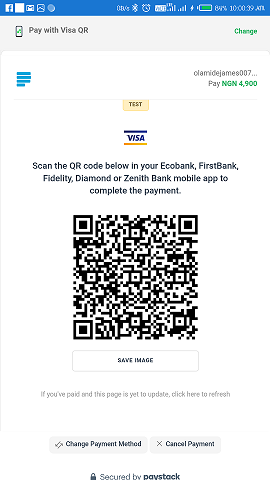 0k/s 84% 10:00:39 AM
Pay with Visa QR Change
olamidejames007...
Pay NGN 4,900
TEST
VISA
Scan the QR code below in your Ecobank, FirstBank,
Fidelity, Diamond or Zenith Bank mobile app to
complete the payment.
SAVE IMAGE
If you've paid and this page is yet to update, click here to refresh
Change Payment Method Cancel Payment
Secured by paystack